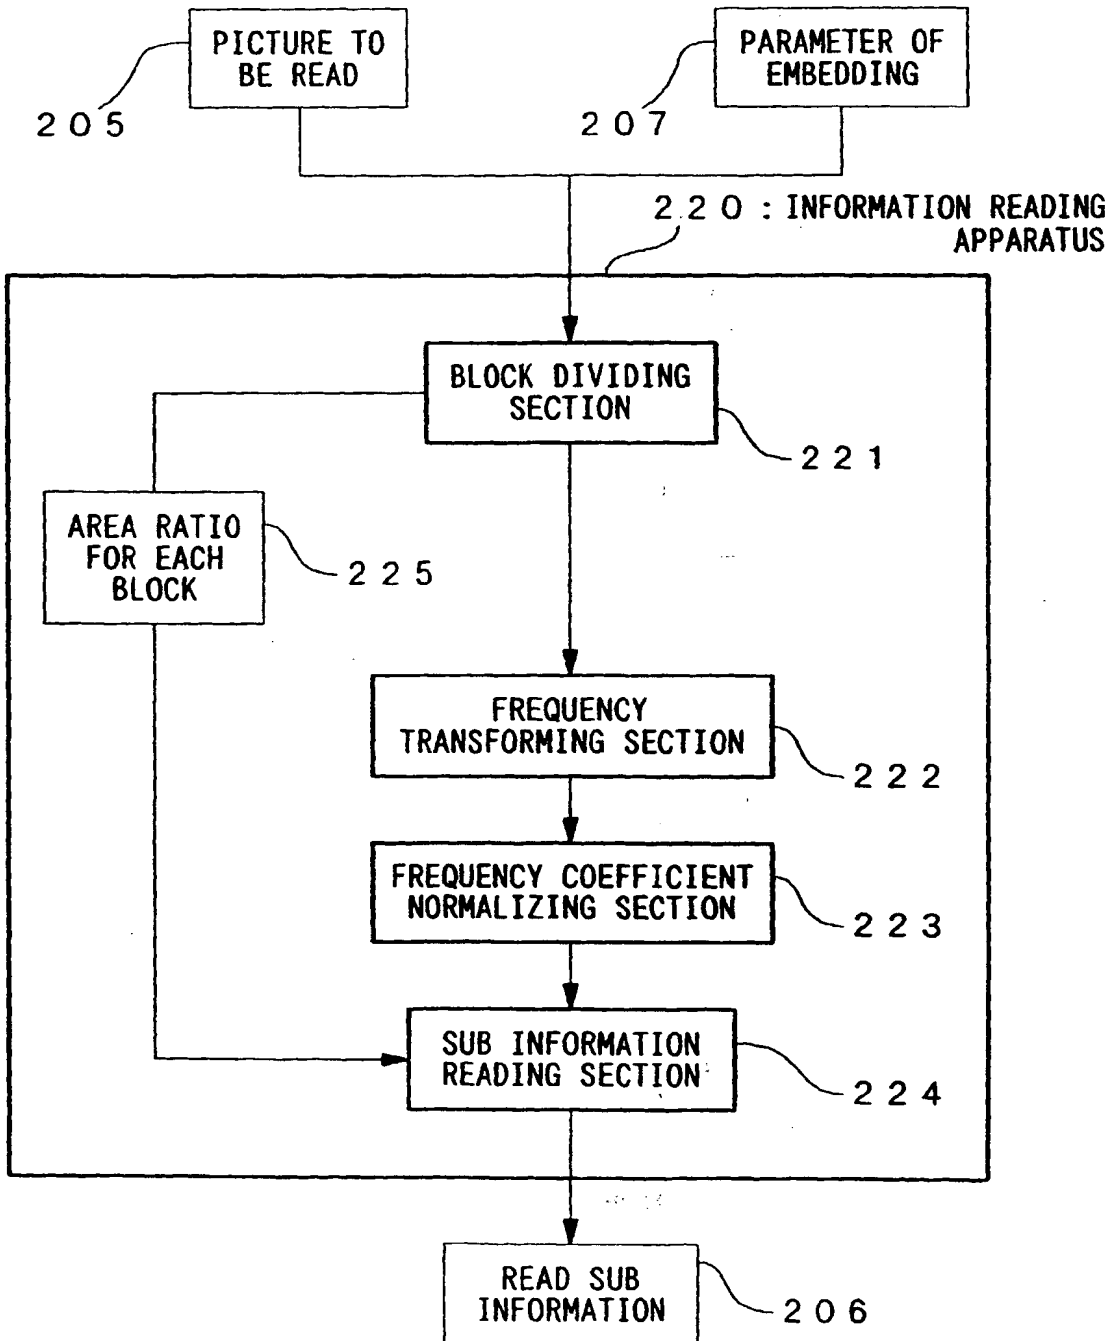 PICTURE TO
BE READ
205
PARAMETER OF
EMBEDDING
207
220 : INFORMATION READING
APPARATUS
BLOCK DIVIDING
SECTION
221
AREA RATIO
FOR EACH
BLOCK
225
FREQUENCY
TRANSFORMING SECTION
222
FREQUENCY COEFFICIENT
NORMALIZING SECTION
223
SUB INFORMATION
READING SECTION
224
READ SUB
INFORMATION
206